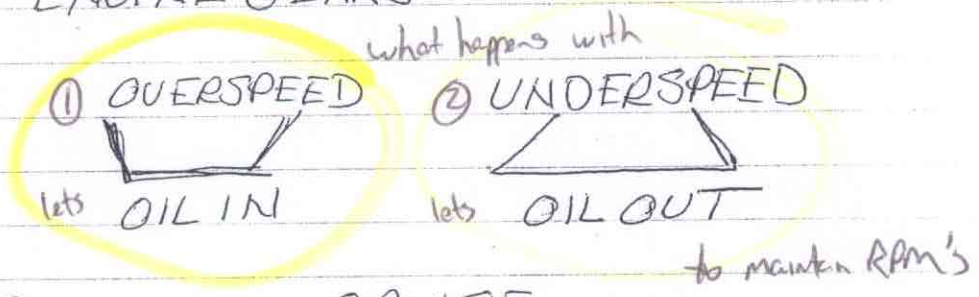 what happens with
① OVERSPEED ② UNDERSPEED
lets OIL IN lets OIL OUT
to maintain RPM's